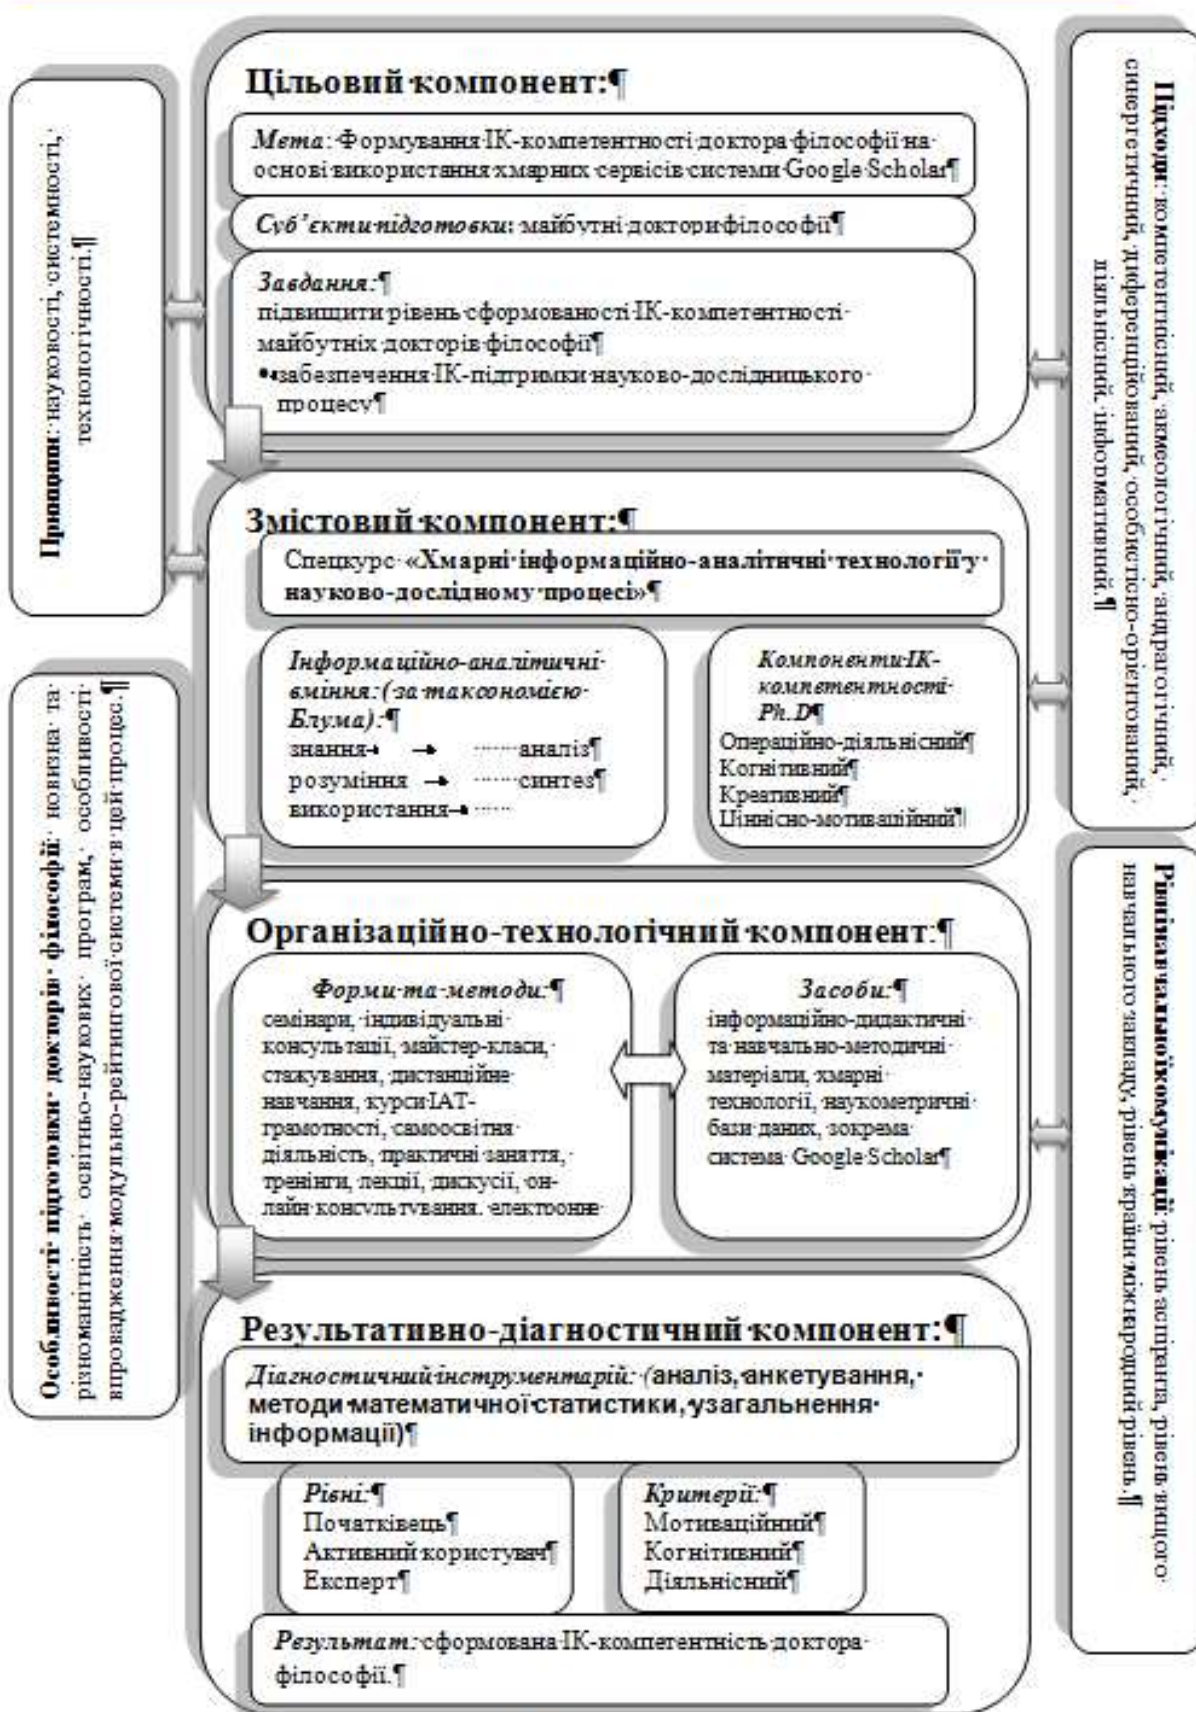 Цільовий·компонент:¶
Мета:·Формування·ІК-компетентності·доктора·філософії·на·
основі·використання·хмарних·сервісів·системи·Google·Scholar¶
Суб’єкти·підготовки:·майбутні·доктори·філософії¶
Завдання:¶
підвищити·рівень·сформованості·ІК-компетентності·
майбутніх·докторів·філософії¶
•забезпечення·ІК-підтримки·науково-дослідницького·
процесу¶
Принципи:·науковості,·системності,·
технологічності.¶
Підходи:·компетентнісний,·акмеологічний,·андрагогічний,·
синергетичний,·диференційований,·особистісно-орієнтований,·
діяльнісний,·інформативний.¶
Змістовий·компонент:¶
Спецкурс·«Хмарні·інформаційно-аналітичні·технології·у·
науково-дослідному·процесі»¶
Інформаційно-аналітичні·
вміння:·(за·таксономією·
Блума):¶
знання→ → ······аналіз¶
розуміння → ······синтез¶
використання→ ······
Компоненти·ІК-
компетентності·
Ph.D¶
Операційно-діяльнісний¶
Когнітивний¶
Креативний¶
Ціннісно-мотиваційний¶
Особливості·підготовки·докторів·філософії:·новизна·та·
різноманітність·освітньо-наукових·програм,·особливості·
впровадження·модульно-рейтингової·системи·в·цей·процес.¶
Організаційно-технологічний·компонент:¶
Форми·та·методи:¶
семінари,·індивідуальні·
консультації,·майстер-класи,·
стажування,·дистанційне·
навчання,·курси·ІАТ-
грамотності,·самоосвітня·
діяльність,·практичні·заняття,·
тренінги,·лекції,·дискусії,·он-
лайн·консультування,·електронне·
Засоби:¶
інформаційно-дидактичні·
та·навчально-методичні·
матеріали,·хмарні·
технології,·наукометричні·
бази·даних,·зокрема·
система·Google·Scholar¶
Рівні·навчальної·комунікації:·рівень·аспіранта,·рівень·вищого·
навчального·закладу,·рівень·країни·міжнародний·рівень.¶
Результативно-діагностичний·компонент:¶
Діагностичний·інструментарій:·(аналіз,·анкетування,·
методи·математичної·статистики,·узагальнення·
інформації)¶
Рівні:¶
Початківець¶
Активний·користувач¶
Експерт¶
Критерії:¶
Мотиваційний¶
Когнітивний¶
Діяльнісний¶
Результат:·сформована·ІК-компетентність·доктора·
філософії.¶